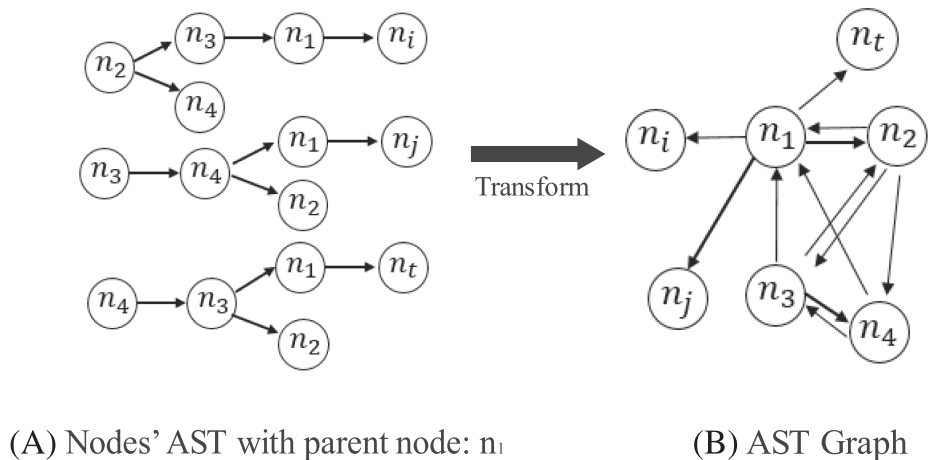 n₂
n₃
n₁
nᵢ
n₄
n₃
n₄
n₁
nⱼ
n₂
n₄
n₃
n₁
nₜ
n₂
Transform
nₜ
nᵢ
n₁
n₂
nⱼ
n₃
n₄
(A) Nodes' AST with parent node: n₁
(B) AST Graph